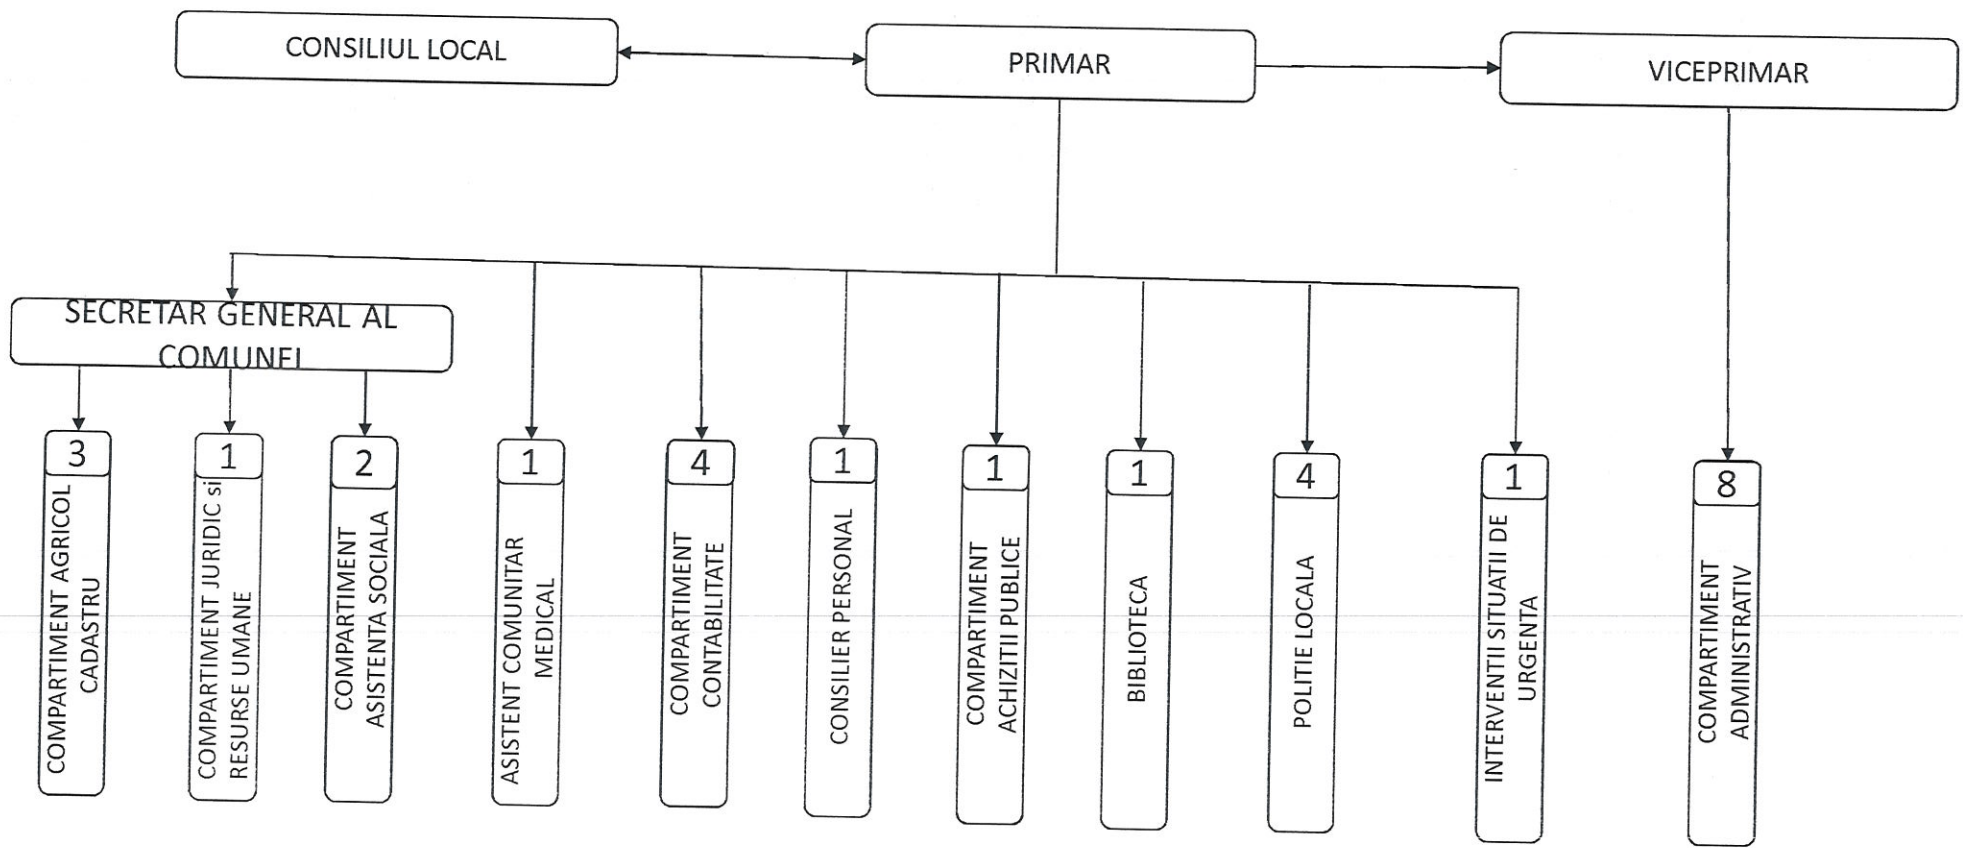 CONSILIUL LOCAL
PRIMAR
VICEPRIMAR
SECRETAR GENERAL AL
COMUNEI
3
COMPARTIMENT AGRICOL
CADASTRU
1
COMPARTIMENT JURIDIC si
RESURSE UMANE
2
COMPARTIMENT
ASISTENTA SOCIALA
1
ASISTENT COMUNITAR
MEDICAL
4
COMPARTIMENT
CONTABILITATE
1
CONSILIER PERSONAL
1
COMPARTIMENT
ACHIZITII PUBLICE
1
BIBLIOTECA
4
POLITIE LOCALA
1
INTERVENTII SITUATII DE
URGENTA
8
COMPARTIMENT
ADMINISTRATIV